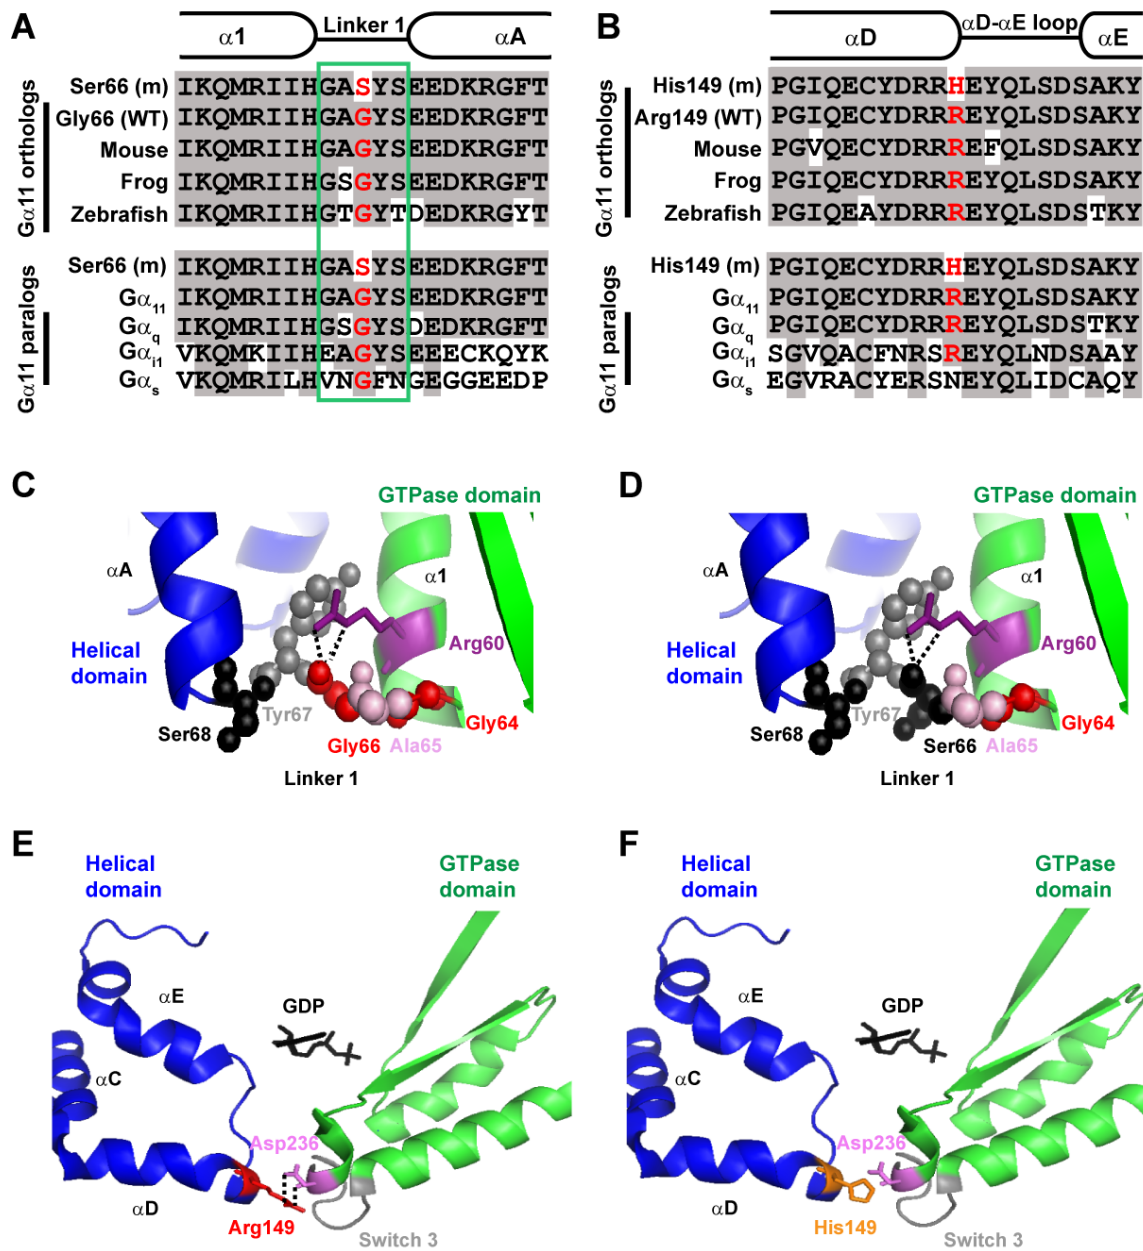 A
α1
Linker 1
αA
Gα11 orthologs
Ser66 (m) IKQMRIIHGASYSEEDKRGFT
Gly66 (WT) IKQMRIIHGAGYSEEDKRGFT
Mouse IKQMRIIHGAGYSEEDKRGFT
Frog IKQMRIIHGSGYSEEDKRGFT
Zebrafish IKQMRIIHGTGYTDEDKRGYT
Gα11 paralogs
Ser66 (m) IKQMRIIHGASYSEEDKRGFT
Gα11 IKQMRIIHGAGYSEEDKRGFT
Gαq IKQMRIIHGSGYSDEDKRGFT
Gαi1 VKQMKIIHEAGYSEEECKQYK
Gαs IKQMRILHVNGFNGEGGEEDP
B
αD
αD-αE loop
αE
Gα11 orthologs
His149 (m) PGIQECYDRRHEYQLSDSAKY
Arg149 (WT) PGIQECYDRRREYQLSDSAKY
Mouse PGVQECYDRRREFQLSDSAKY
Frog PGIQECYDRRREYQLSDSAKY
Zebrafish PGIQEAYDRRREYQLSDSTKY
Gα11 paralogs
His149 (m) PGIQECYDRRHEYQLSDSAKY
Gα11 PGIQECYDRRREYQLSDSAKY
Gαq PGIQECYDRRREYQLSDSTKY
Gαi1 SGVQACFNRSREYQLNDSAAY
Gαs EGVRACYERSNEYQLIDCAQY
C
GTPase domain
αA
α1
Helical
domain
Arg60
Tyr67
Ser68
Gly66
Ala65
Gly64
Linker 1
D
GTPase domain
αA
α1
Helical
domain
Arg60
Tyr67
Ser68
Ser66
Ala65
Gly64
Linker 1
E
Helical
domain
GTPase
domain
αE
GDP
αC
Asp236
αD
Arg149
Switch 3
F
Helical
domain
GTPase
domain
αE
GDP
αC
Asp236
αD
His149
Switch 3